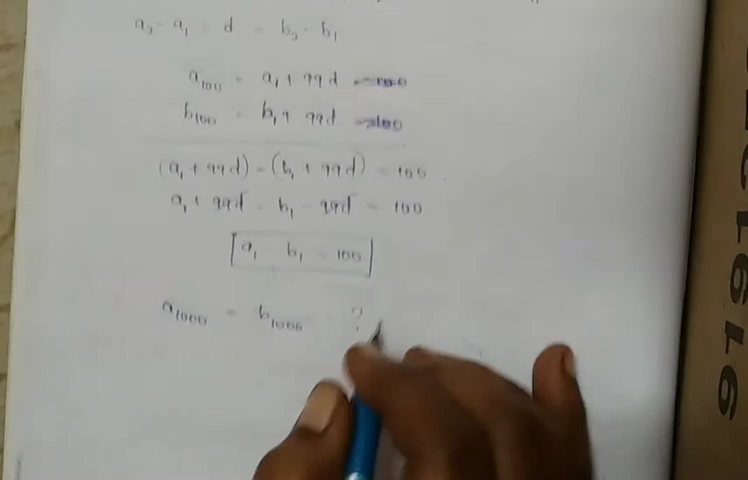 a₂ - a₁ = d = b₂ - b₁
a₁₀₀ = a₁ + 99d
b₁₀₀ = b₁ + 99d
(a₁ + 99d) - (b₁ + 99d) = 100
a₁ + 99d - b₁ - 99d = 100
a₁ - b₁ = 100
a₁₀₀₀ - b₁₀₀₀ = ?